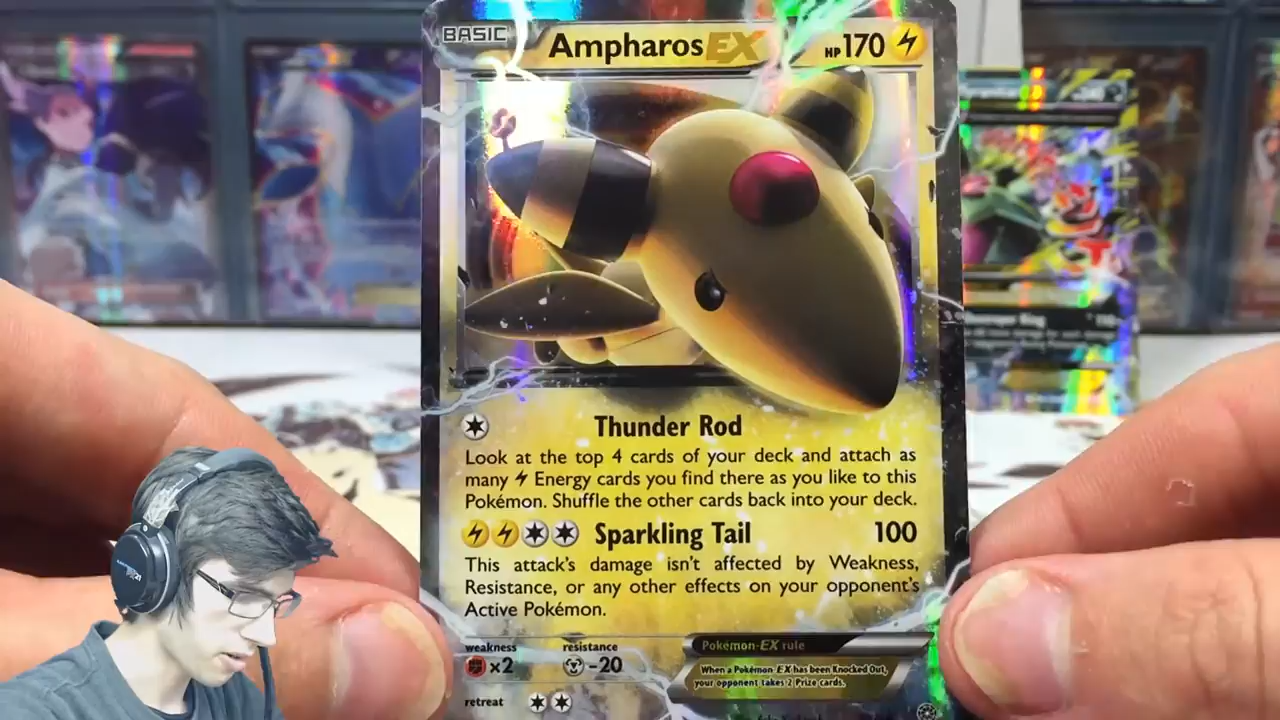 BASIC
Ampharos EX HP170
Thunder Rod
Look at the top 4 cards of your deck and attach as
many Energy cards you find there as you like to this
Pokémon. Shuffle the other cards back into your deck.
Sparkling Tail 100
This attack's damage isn't affected by Weakness,
Resistance, or any other effects on your opponent's
Active Pokémon.
weakness resistance
×2 -20
retreat
Pokémon-EX rule
When a Pokémon-EX has been Knocked Out,
your opponent takes 2 Prize cards.